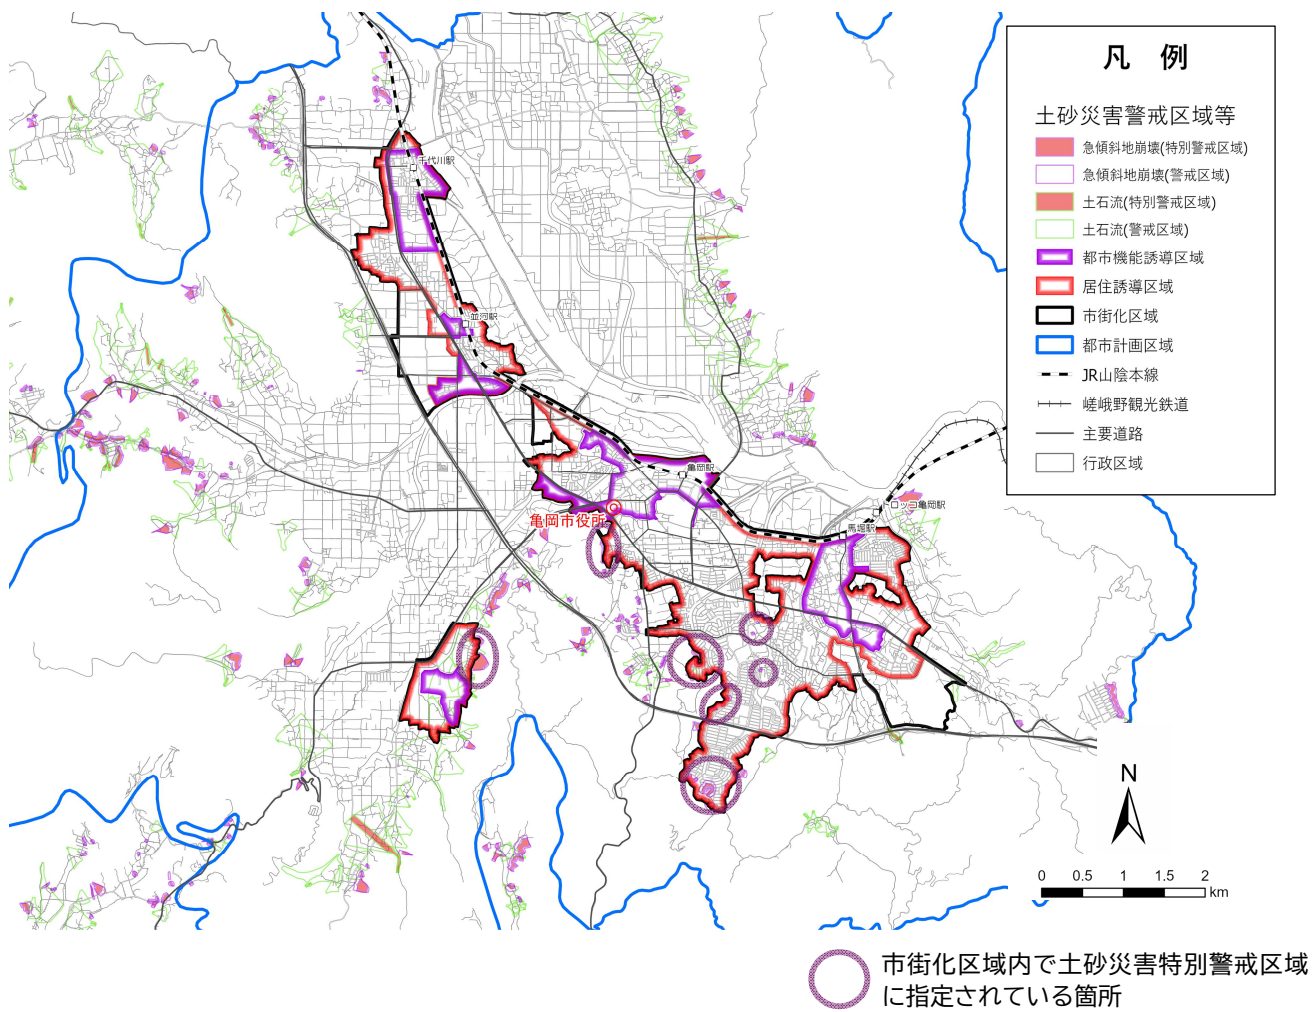 凡 例
土砂災害警戒区域等
急傾斜地崩壊(特別警戒区域)
急傾斜地崩壊(警戒区域)
土石流(特別警戒区域)
土石流(警戒区域)
都市機能誘導区域
居住誘導区域
市街化区域
都市計画区域
JR山陰本線
嵯峨野観光鉄道
主要道路
行政区域
千代川駅
並河駅
亀岡駅
亀岡市役所
トロッコ亀岡駅
馬堀駅
N
0 0.5 1 1.5 2
km
市街化区域内で土砂災害特別警戒区域
に指定されている箇所